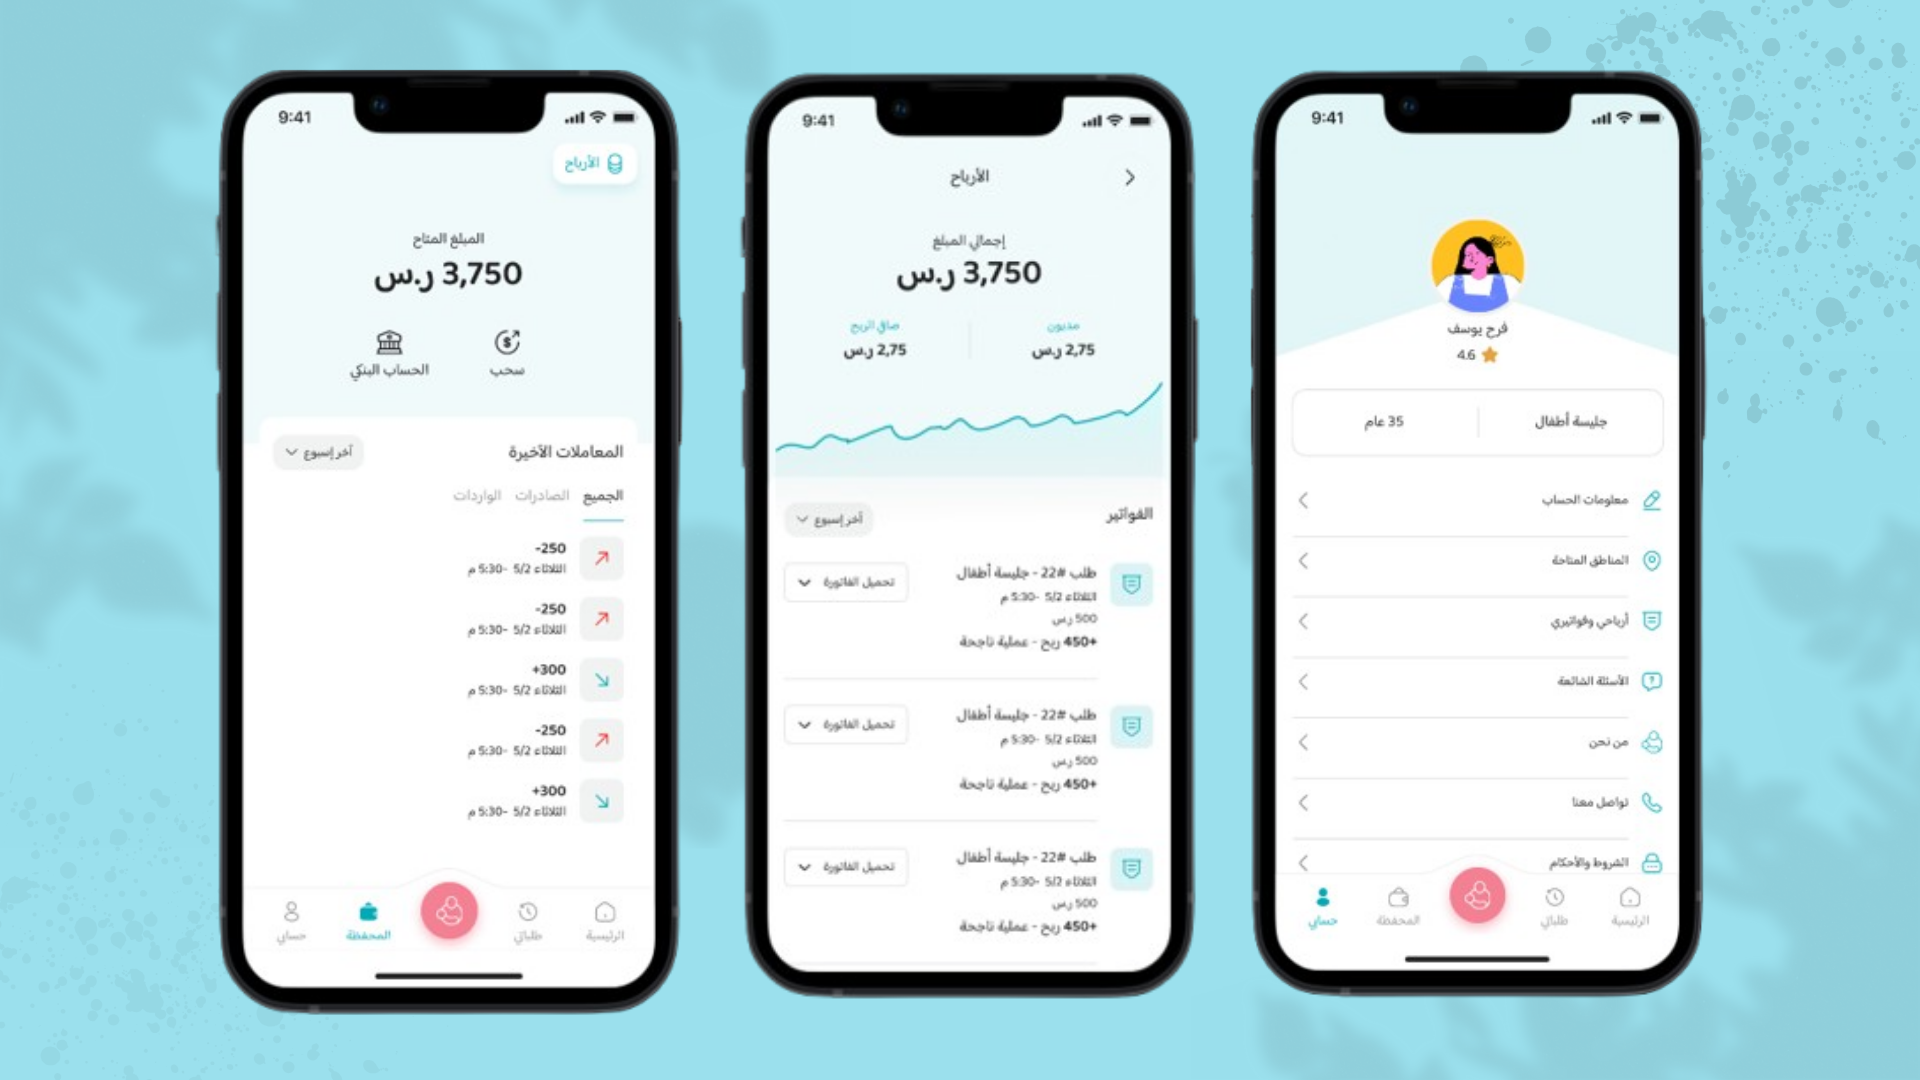 9:41
الأرباح
المبلغ المتاح
3,750 ر.س
سحب
الحساب البنكي
المعاملات الآخيرة
آخر إسبوع
الجميع
الصادرات
الواردات
-250
الثلاثاء 5/2 -5:30 م
-250
الثلاثاء 5/2 -5:30 م
+300
الثلاثاء 5/2 -5:30 م
-250
الثلاثاء 5/2 -5:30 م
+300
الثلاثاء 5/2 -5:30 م
الرئيسية
طلباتي
المحفظة
حسابي
9:41
الأرباح
إجمالي المبلغ
3,750 ر.س
مديون
صافي الربح
2,75 ر.س
2,75 ر.س
الفواتير
آخر إسبوع
طلب #22 - جليسة أطفال
الثلاثاء 5/2 -5:30 م
500 ر.س
+450 ربح - عملية ناجحة
تحميل الفاتورة
طلب #22 - جليسة أطفال
الثلاثاء 5/2 -5:30 م
500 ر.س
+450 ربح - عملية ناجحة
تحميل الفاتورة
طلب #22 - جليسة أطفال
الثلاثاء 5/2 -5:30 م
500 ر.س
+450 ربح - عملية ناجحة
تحميل الفاتورة
9:41
فرح يوسف
4.6
جليسة أطفال
35 عام
معلومات الحساب
المناطق المتاحة
أرباحي وفواتيري
الأسئلة الشائعة
من نحن
تواصل معنا
الشروط والأحكام
الرئيسية
طلباتي
المحفظة
حسابي